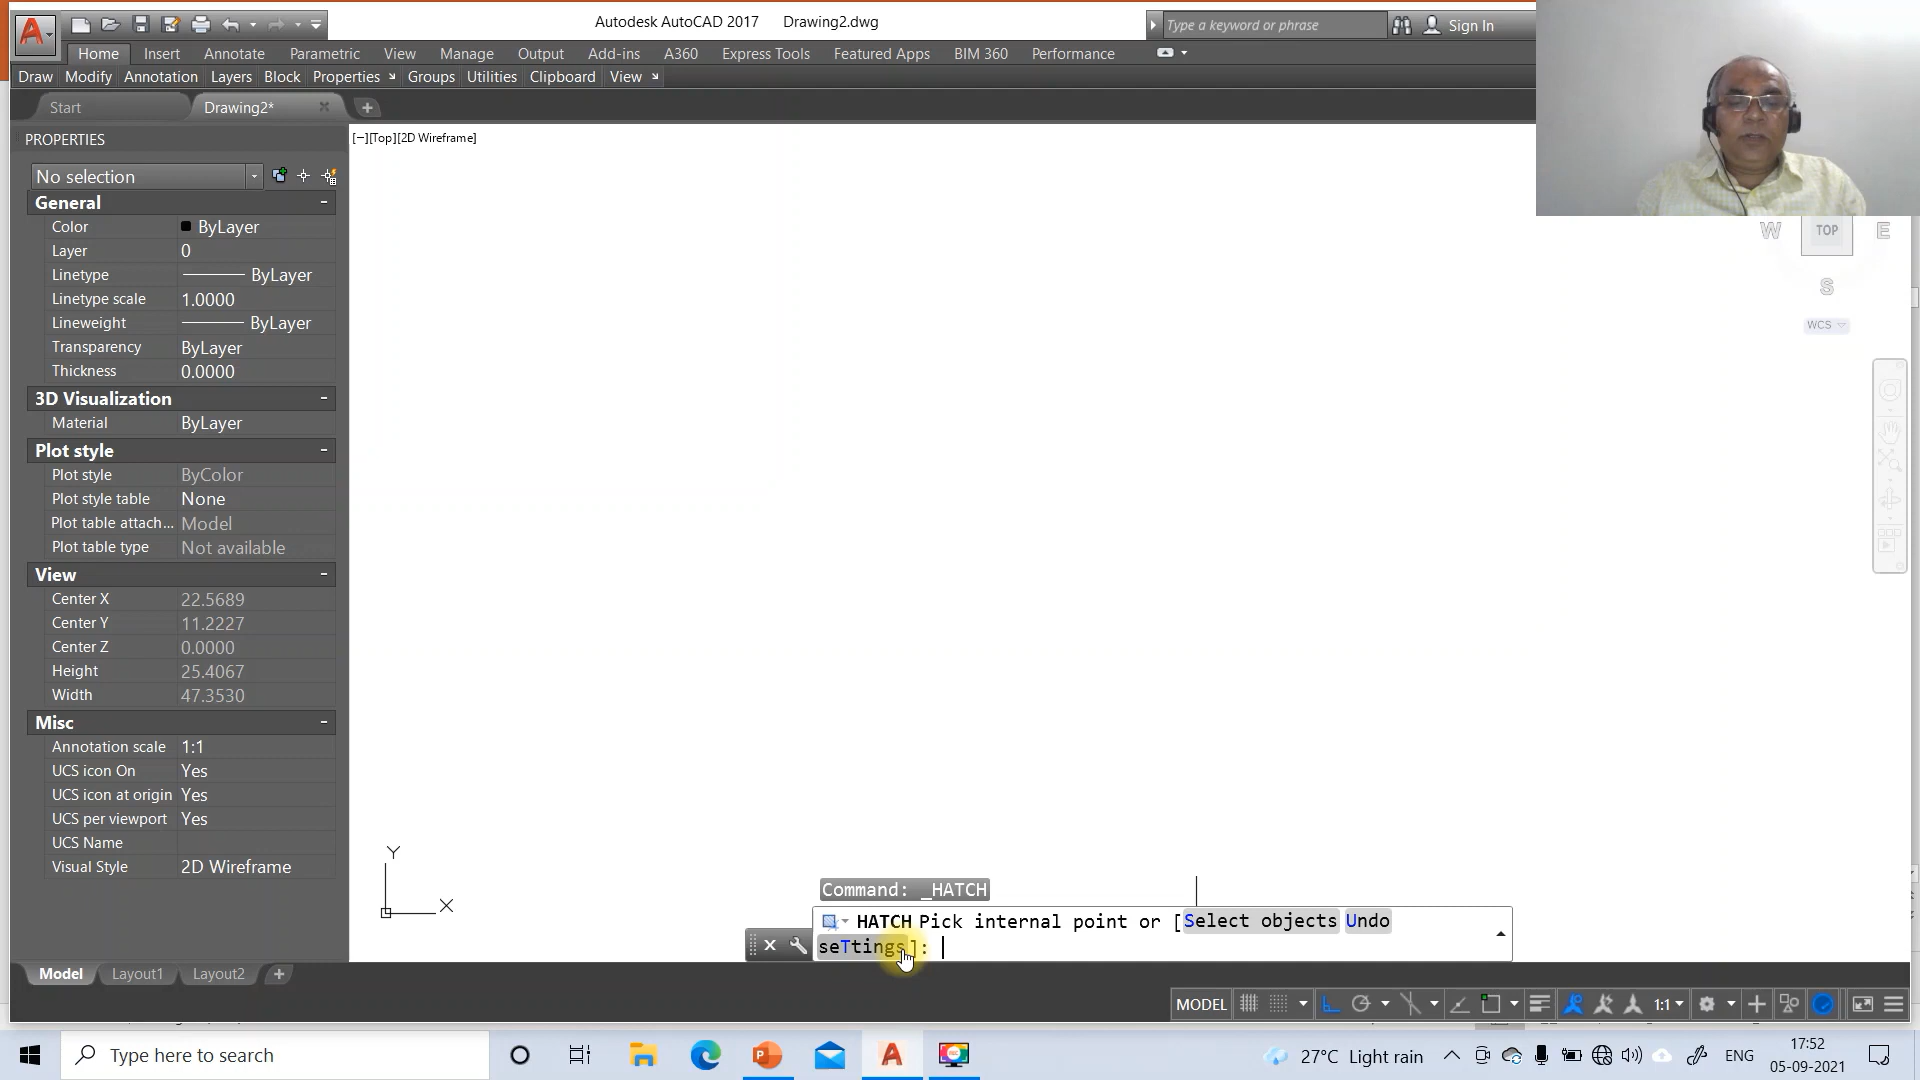 Autodesk AutoCAD 2017 Drawing2.dwg
Type a keyword or phrase
Sign In
Home Insert Annotate Parametric View Manage Output Add-ins A360 Express Tools Featured Apps BIM 360 Performance
Draw Modify Annotation Layers Block Properties Groups Utilities Clipboard View
Start Drawing2*
PROPERTIES
[−][Top][2D Wireframe]
No selection
General
Color ByLayer
Layer 0
Linetype ByLayer
Linetype scale 1.0000
Lineweight ByLayer
Transparency ByLayer
Thickness 0.0000
3D Visualization
Material ByLayer
Plot style
Plot style ByColor
Plot style table None
Plot table attach... Model
Plot table type Not available
View
Center X 22.5689
Center Y 11.2227
Center Z 0.0000
Height 25.4067
Width 47.3530
Misc
Annotation scale 1:1
UCS icon On Yes
UCS icon at origin Yes
UCS per viewport Yes
UCS Name
Visual Style 2D Wireframe
W TOP E
S
WCS
Y
X
Command: _HATCH
HATCH Pick internal point or [Select objects Undo
seTtings]:
Model Layout1 Layout2
MODEL 1:1
Type here to search
27°C Light rain
ENG
17:52
05-09-2021